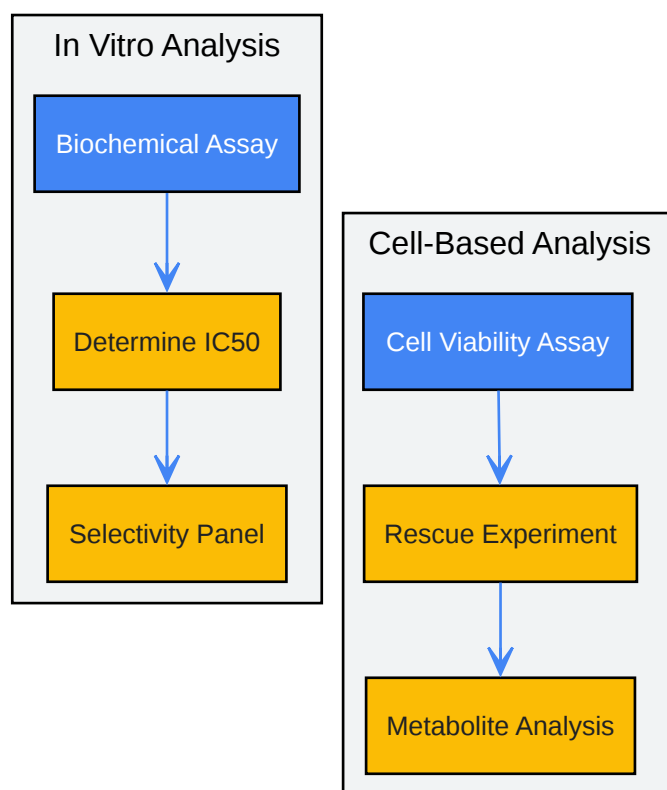 In Vitro Analysis
Biochemical Assay
Determine IC50
Selectivity Panel
Cell-Based Analysis
Cell Viability Assay
Rescue Experiment
Metabolite Analysis